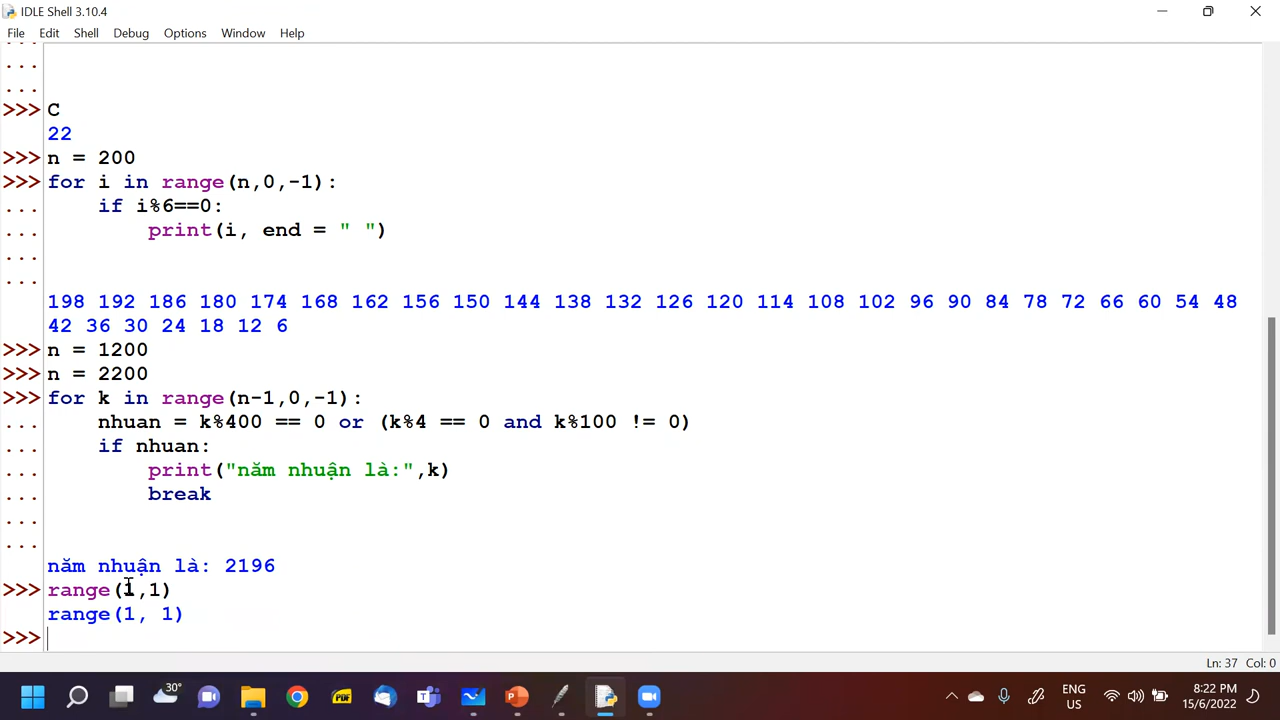 IDLE Shell 3.10.4
File Edit Shell Debug Options Window Help
...
...
...
>>> C
22
>>> n = 200
>>> for i in range(n,0,-1):
... if i%6==0:
... print(i, end = " ")
...
...
198 192 186 180 174 168 162 156 150 144 138 132 126 120 114 108 102 96 90 84 78 72 66 60 54 48
42 36 30 24 18 12 6
>>> n = 1200
>>> n = 2200
>>> for k in range(n-1,0,-1):
... nhuan = k%400 == 0 or (k%4 == 0 and k%100 != 0)
... if nhuan:
... print("năm nhuận là:",k)
... break
...
...
năm nhuận là: 2196
>>> range(1,1)
range(1, 1)
>>>
Ln: 37 Col: 0
30°
PDF
ENG
US
8:22 PM
15/6/2022